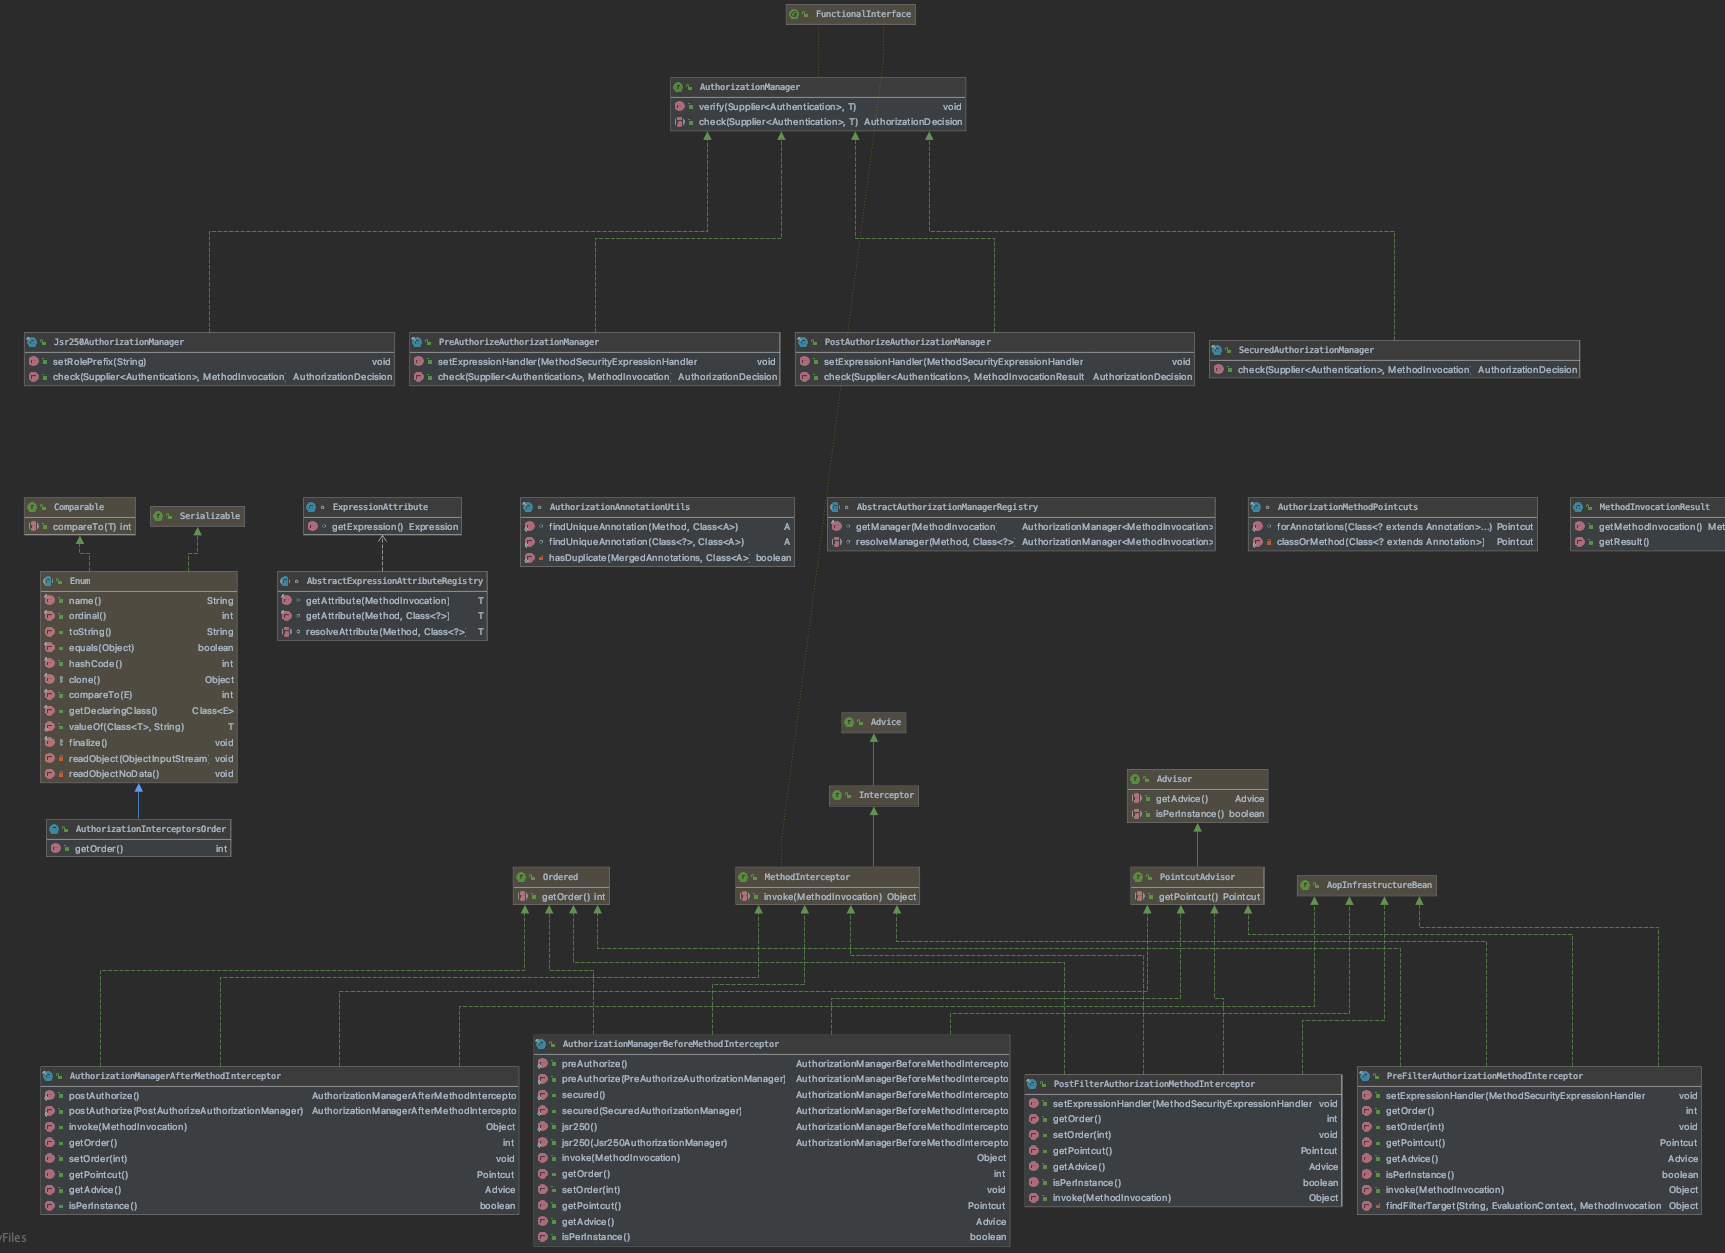 FunctionalInterface
AuthorizationManager
verify(Supplier<Authentication>, T) void
check(Supplier<Authentication>, T) AuthorizationDecision
Jsr250AuthorizationManager
setRolePrefix(String) void
check(Supplier<Authentication>, MethodInvocation) AuthorizationDecision
PreAuthorizeAuthorizationManager
setExpressionHandler(MethodSecurityExpressionHandler void
check(Supplier<Authentication>, MethodInvocation) AuthorizationDecision
PostAuthorizeAuthorizationManager
setExpressionHandler(MethodSecurityExpressionHandler void
check(Supplier<Authentication>, MethodInvocationResult AuthorizationDecision
SecuredAuthorizationManager
check(Supplier<Authentication>, MethodInvocation) AuthorizationDecision
Comparable
compareTo(T) int
Serializable
ExpressionAttribute
getExpression() Expression
AuthorizationAnnotationUtils
findUniqueAnnotation(Method, Class<A>) A
findUniqueAnnotation(Class<?>, Class<A>) A
hasDuplicate(MergedAnnotations, Class<A> boolean
AbstractAuthorizationManagerRegistry
getManager(MethodInvocation) AuthorizationManager<MethodInvocation>
resolveManager(Method, Class<?>) AuthorizationManager<MethodInvocation>
AuthorizationMethodPointcuts
forAnnotations(Class<? extends Annotation>...) Pointcut
classOrMethod(Class<? extends Annotation>) Pointcut
MethodInvocationResult
getMethodInvocation() Met
getResult()
Enum
name() String
ordinal() int
toString() String
equals(Object) boolean
hashCode() int
clone() Object
compareTo(E) int
getDeclaringClass() Class<E>
valueOf(Class<T>, String) T
finalize() void
readObject(ObjectInputStream) void
readObjectNoData() void
AbstractExpressionAttributeRegistry
getAttribute(MethodInvocation) T
getAttribute(Method, Class<?>) T
resolveAttribute(Method, Class<?>) T
AuthorizationInterceptorsOrder
getOrder() int
Advice
Interceptor
Advisor
getAdvice() Advice
isPerInstance() boolean
Ordered
getOrder() int
MethodInterceptor
invoke(MethodInvocation) Object
PointcutAdvisor
getPointcut() Pointcut
AopInfrastructureBean
AuthorizationManagerAfterMethodInterceptor
postAuthorize() AuthorizationManagerAfterMethodIntercepto
postAuthorize(PostAuthorizeAuthorizationManager) AuthorizationManagerAfterMethodIntercepto
invoke(MethodInvocation) Object
getOrder() int
setOrder(int) void
getPointcut() Pointcut
getAdvice() Advice
isPerInstance() boolean
AuthorizationManagerBeforeMethodInterceptor
preAuthorize() AuthorizationManagerBeforeMethodIntercepto
preAuthorize(PreAuthorizeAuthorizationManager) AuthorizationManagerBeforeMethodIntercepto
secured() AuthorizationManagerBeforeMethodIntercepto
secured(SecuredAuthorizationManager) AuthorizationManagerBeforeMethodIntercepto
jsr250() AuthorizationManagerBeforeMethodIntercepto
jsr250(Jsr250AuthorizationManager) AuthorizationManagerBeforeMethodIntercepto
invoke(MethodInvocation) Object
getOrder() int
setOrder(int) void
getPointcut() Pointcut
getAdvice() Advice
isPerInstance() boolean
PostFilterAuthorizationMethodInterceptor
setExpressionHandler(MethodSecurityExpressionHandler void
getOrder() int
setOrder(int) void
getPointcut() Pointcut
getAdvice() Advice
isPerInstance() boolean
invoke(MethodInvocation) Object
PreFilterAuthorizationMethodInterceptor
setExpressionHandler(MethodSecurityExpressionHandler void
getOrder() int
setOrder(int) void
getPointcut() Pointcut
getAdvice() Advice
isPerInstance() boolean
invoke(MethodInvocation) Object
findFilterTarget(String, EvaluationContext, MethodInvocation Object
yFiles